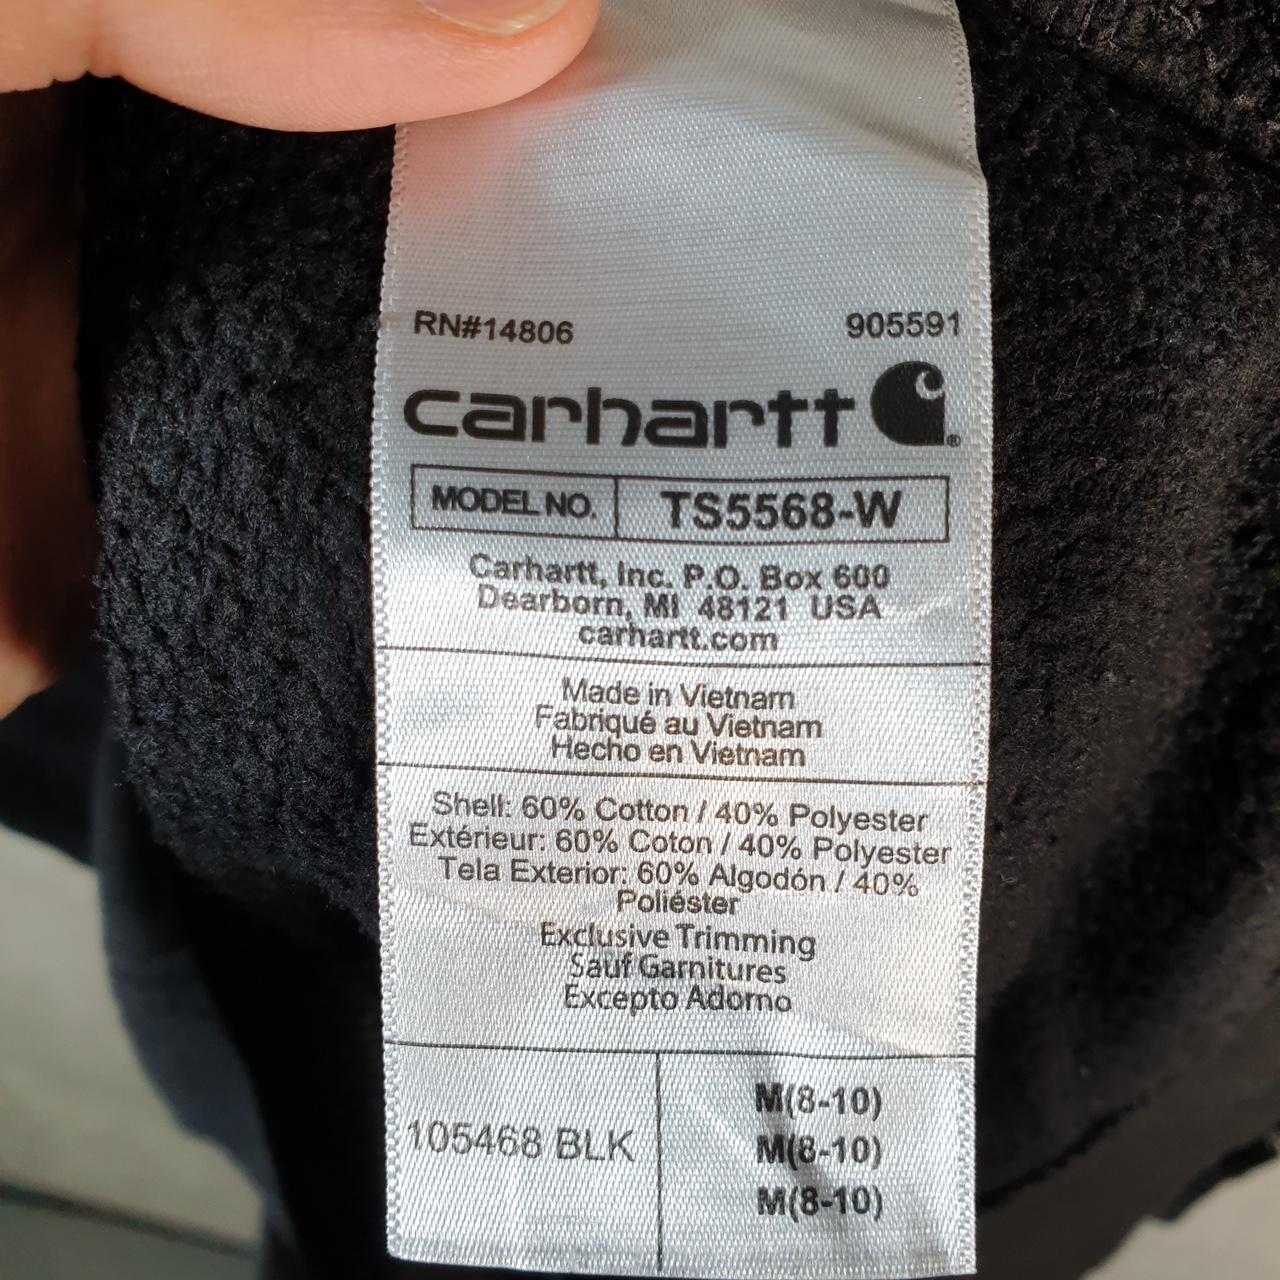 RN#14806 905591
carhartt ®
MODEL NO. TS5568-W
Carhartt, Inc. P.O. Box 600
Dearborn, MI 48121 USA
carhartt.com
Made in Vietnam
Fabriqué au Vietnam
Hecho en Vietnam
Shell: 60% Cotton / 40% Polyester
Extérieur: 60% Coton / 40% Polyester
Tela Exterior: 60% Algodón / 40%
Poliéster
Exclusive Trimming
Sauf Garnitures
Excepto Adorno
105468 BLK
M(8-10)
M(8-10)
M(8-10)